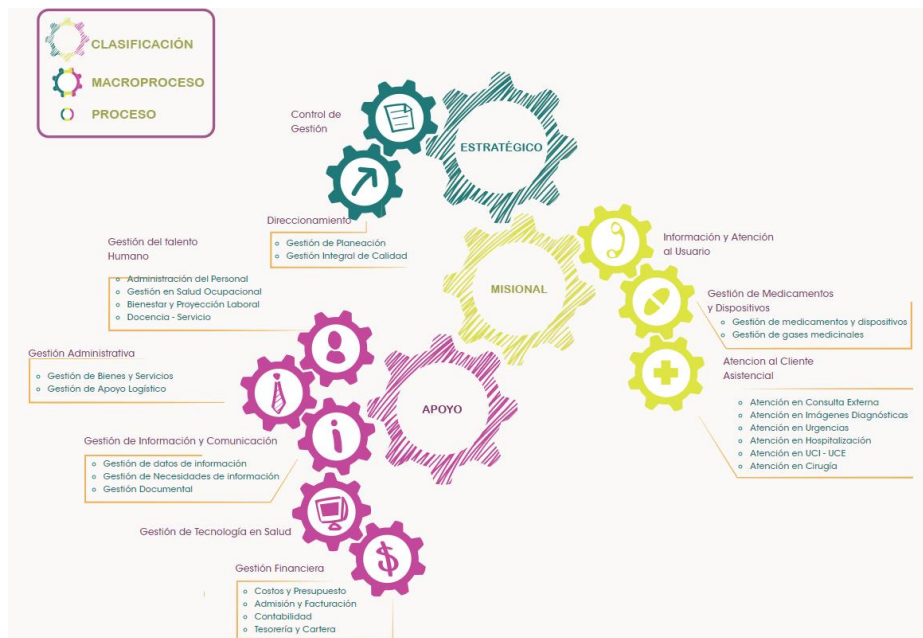 CLASIFICACIÓN
MACROPROCESO
PROCESO
Control de
Gestión
ESTRATÉGICO
Direccionamiento
Gestión de Planeación
Gestión Integral de Calidad
Información y Atención
al Usuario
MISIONAL
Gestión de Medicamentos
y Dispositivos
Gestión de medicamentos y dispositivos
Gestión de gases medicinales
Atencion al Cliente
Asistencial
Atención en Consulta Externa
Atención en Imágenes Diagnósticas
Atención en Urgencias
Atención en Hospitalización
Atención en UCI - UCE
Atención en Cirugía
Gestión del talento
Humano
Administración del Personal
Gestión en Salud Ocupacional
Bienestar y Proyección Laboral
Docencia - Servicio
Gestión Administrativa
Gestión de Bienes y Servicios
Gestión de Apoyo Logístico
APOYO
Gestión de Información y Comunicación
Gestión de datos de información
Gestión de Necesidades de información
Gestión Documental
Gestión de Tecnología en Salud
Gestión Financiera
Costos y Presupuesto
Admisión y Facturación
Contabilidad
Tesorería y Cartera